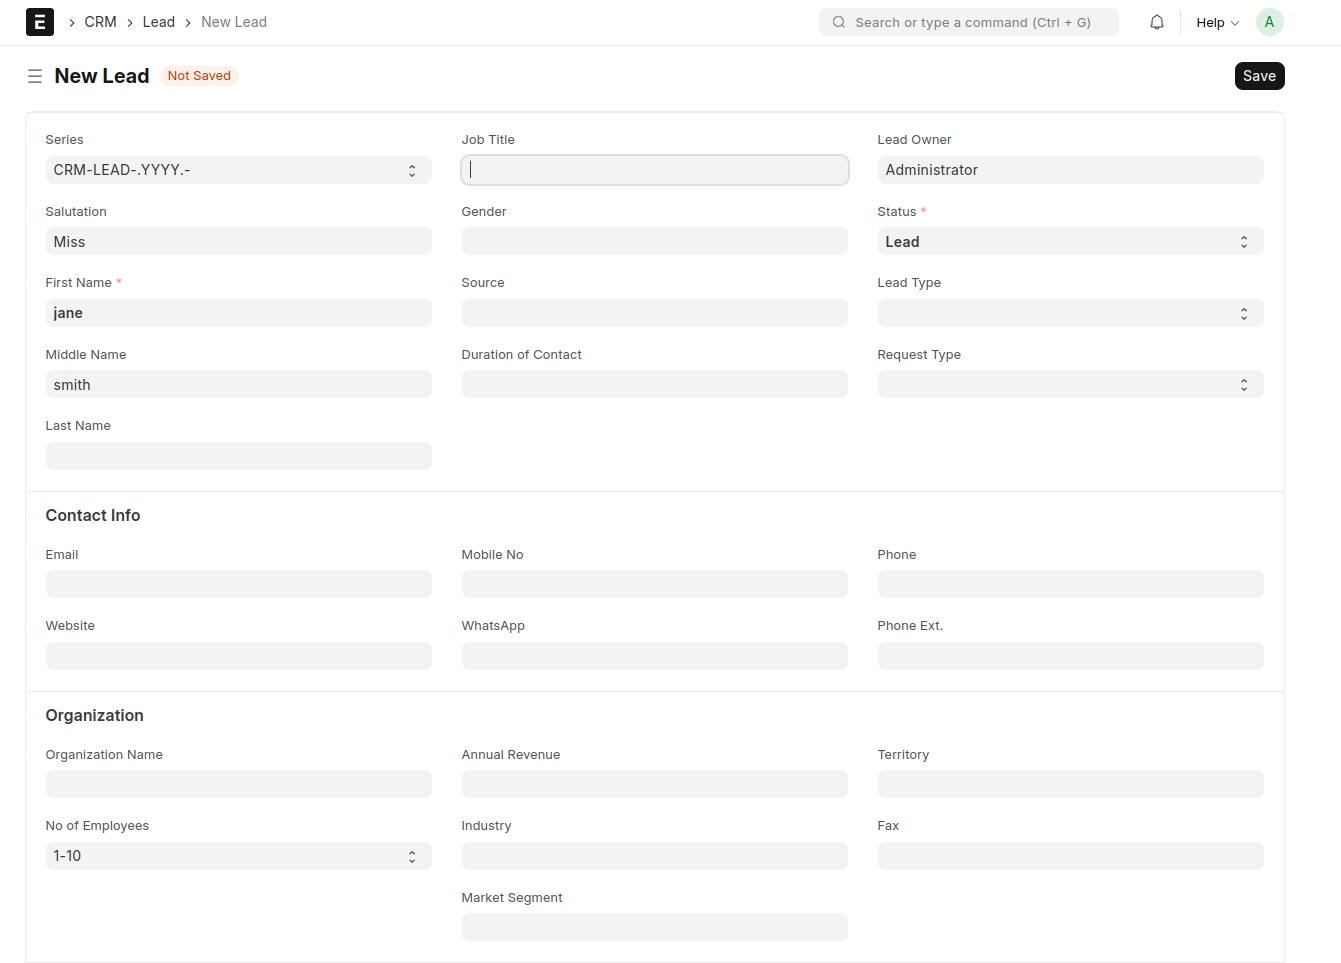 E CRM Lead New Lead Search or type a command (Ctrl + G) Help A
New Lead Not Saved Save
Series Job Title Lead Owner
CRM-LEAD-.YYYY.- Administrator
Salutation Gender Status *
Miss Lead
First Name * Source Lead Type
jane
Middle Name Duration of Contact Request Type
smith
Last Name
Contact Info
Email Mobile No Phone
Website WhatsApp Phone Ext.
Organization
Organization Name Annual Revenue Territory
No of Employees Industry Fax
1-10
Market Segment